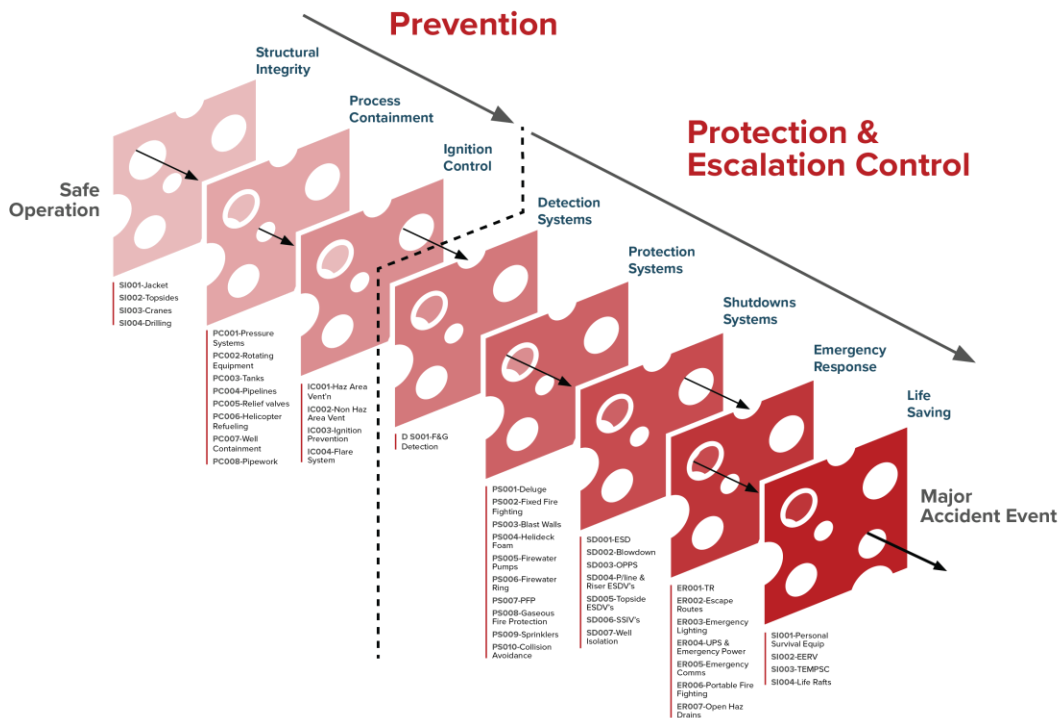 Prevention
Structural
Integrity
Process
Containment
Ignition
Control
Protection &
Escalation Control
Safe
Operation
Detection
Systems
Protection
Systems
Shutdowns
Systems
Emergency
Response
Life
Saving
Major
Accident Event
SI001-Jacket
SI002-Topsides
SI003-Cranes
SI004-Drilling
PC001-Pressure
Systems
PC002-Rotating
Equipment
PC003-Tanks
PC004-Pipelines
PC005-Relief valves
PC006-Helicopter
Refueling
PC007-Well
Containment
PC008-Pipework
IC001-Haz Area
Vent'n
IC002-Non Haz
Area Vent
IC003-Ignition
Prevention
IC004-Flare
System
D S001-F&G
Detection
PS001-Deluge
PS002-Fixed Fire
Fighting
PS003-Blast Walls
PS004-Helideck
Foam
PS005-Firewater
Pumps
PS006-Firewater
Ring
PS007-PFP
PS008-Gaseous
Fire Protection
PS009-Sprinklers
PS010-Collision
Avoidance
SD001-ESD
SD002-Blowdown
SD003-OPPS
SD004-P/line &
Riser ESDV's
SD005-Topside
ESDV's
SD006-SSIV's
SD007-Well
Isolation
ER001-TR
ER002-Escape
Routes
ER003-Emergency
Lighting
ER004-UPS &
Emergency Power
ER005-Emergency
Comms
ER006-Portable Fire
Fighting
ER007-Open Haz
Drains
SI001-Personal
Survival Equip
SI002-EERV
SI003-TEMPSC
SI004-Life Rafts